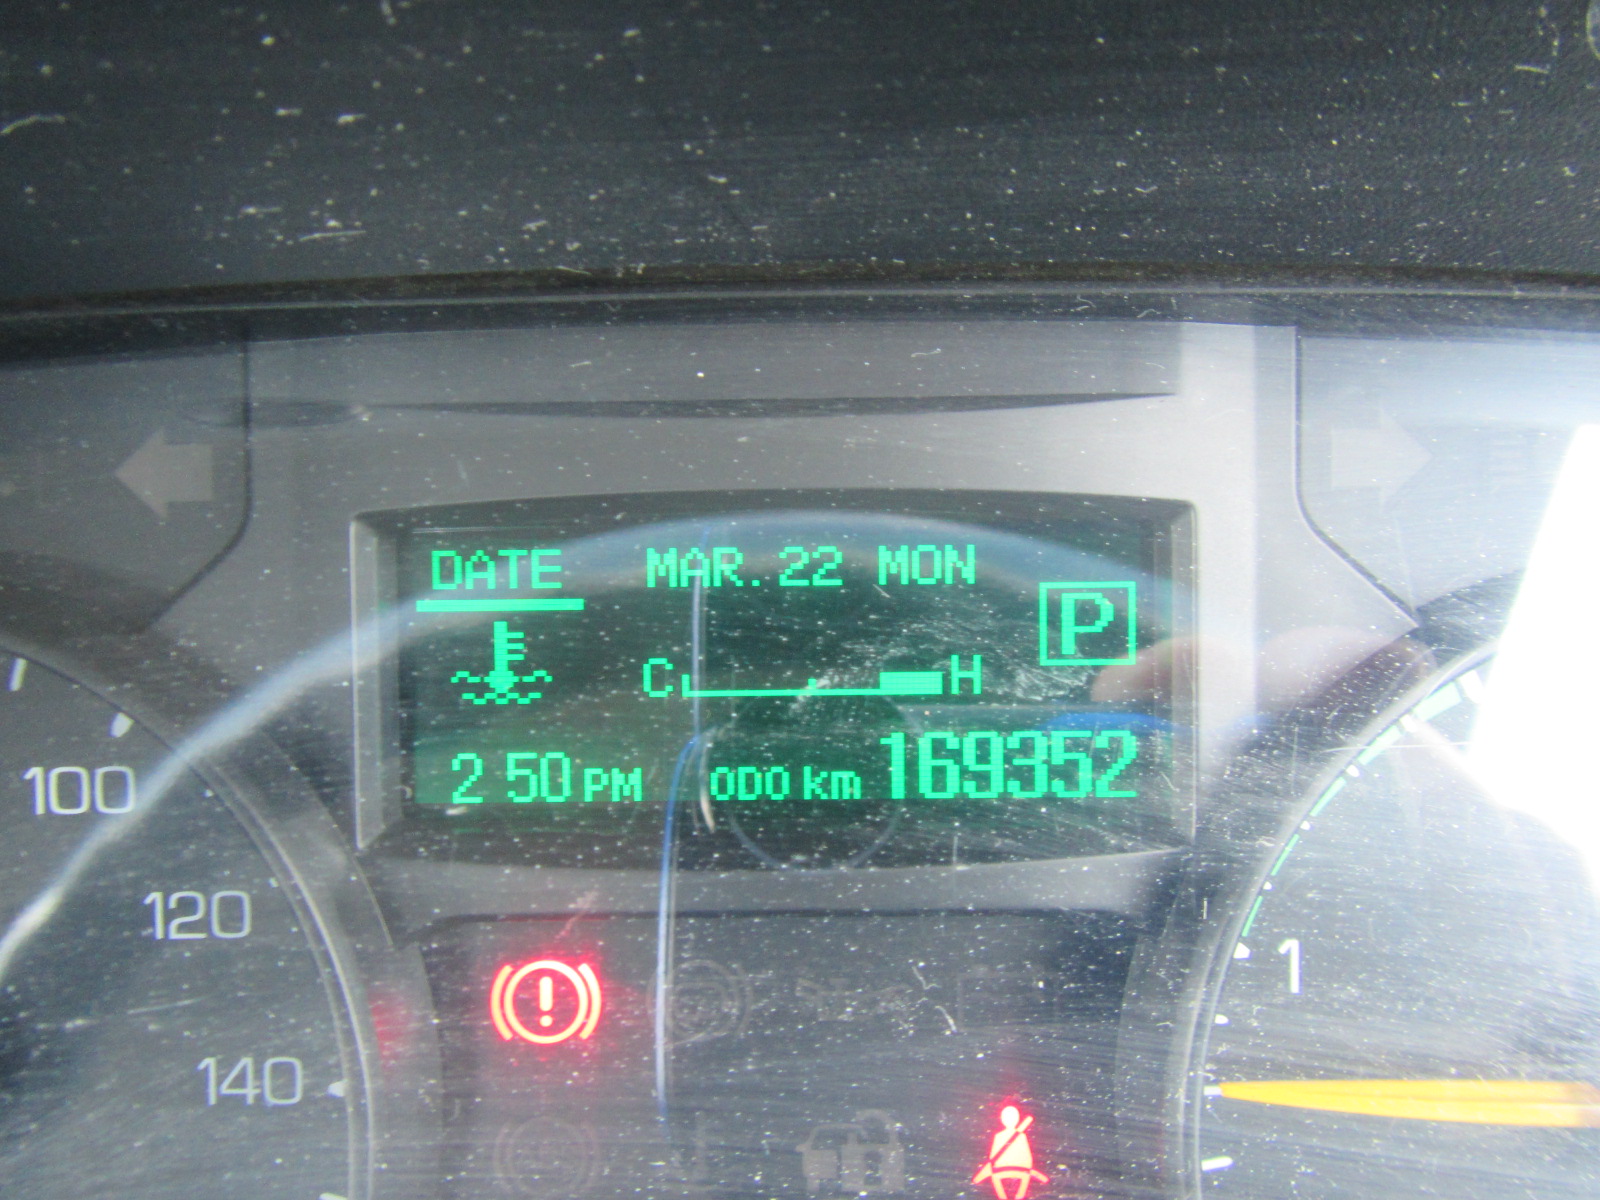 DATE MAR. 22 MON
P
C H
2 50 PM ODO km 169352
100
120
140
1